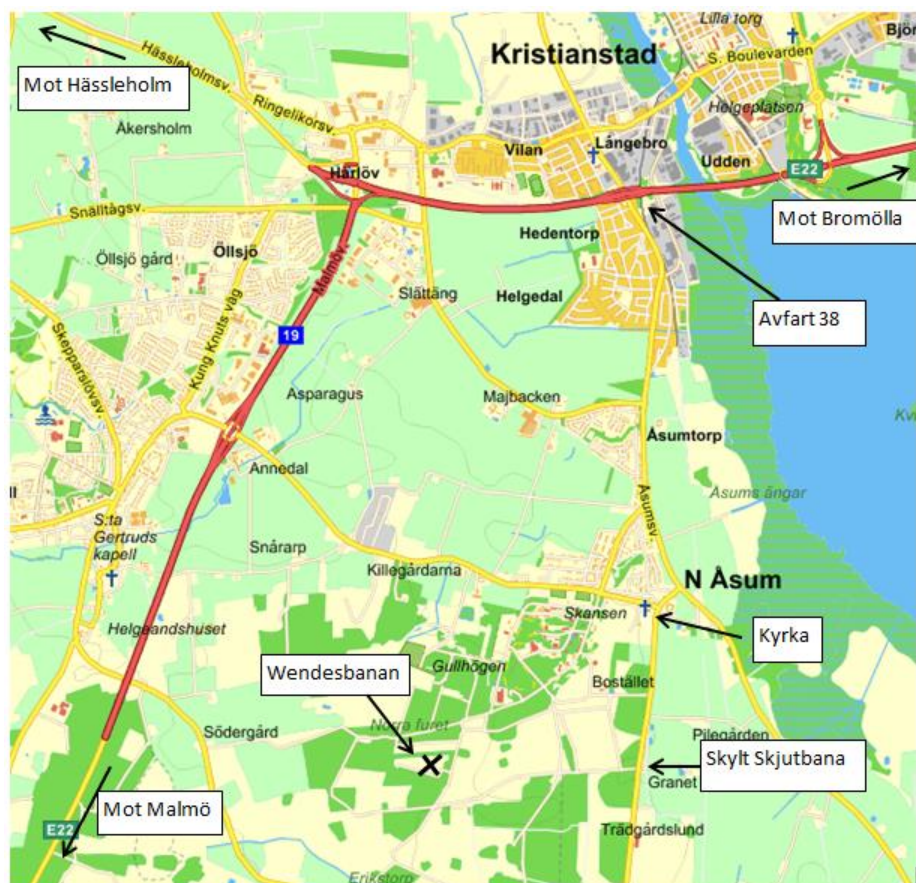 Lilla torg
Björ
Kristianstad
S. Boulevarden
Hässleholmsv.
Mot Hässleholm
Ringelikorsv.
Helgeplatsen
Åkersholm
Långebro
Vilan
Udden
Härlöv
E22
Mot Bromölla
Snälltågsv.
Hedentorp
Öllsjö
Öllsjö gård
Malmöv.
Slättäng
Helgedal
Avfart 38
19
Kung Knuts väg
Skepparslövsv.
Asparagus
Majbacken
Åsumtorp
Annedal
Åsums ängar
Åsumsv.
S:ta
Gertruds
kapell
Snårarp
Killegårdarna
N Åsum
Skansen
Helgeandshuset
Kyrka
Wendesbanan
Gullhögen
Bostället
Norra furet
Södergård
Pilegården
Skylt Skjutbana
Granet
Mot Malmö
E22
Trädgårdslund
Erikstorp